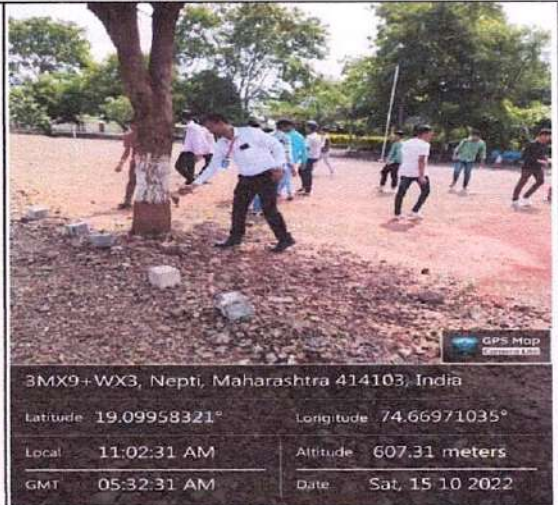 GPS Map
Camera Lite
3MX9+WX3, Nepti, Maharashtra 414103, India
Latitude 19.09958321°
Longitude 74.66971035°
Local 11:02:31 AM
Altitude 607.31 meters
GMT 05:32:31 AM
Date Sat, 15 10 2022